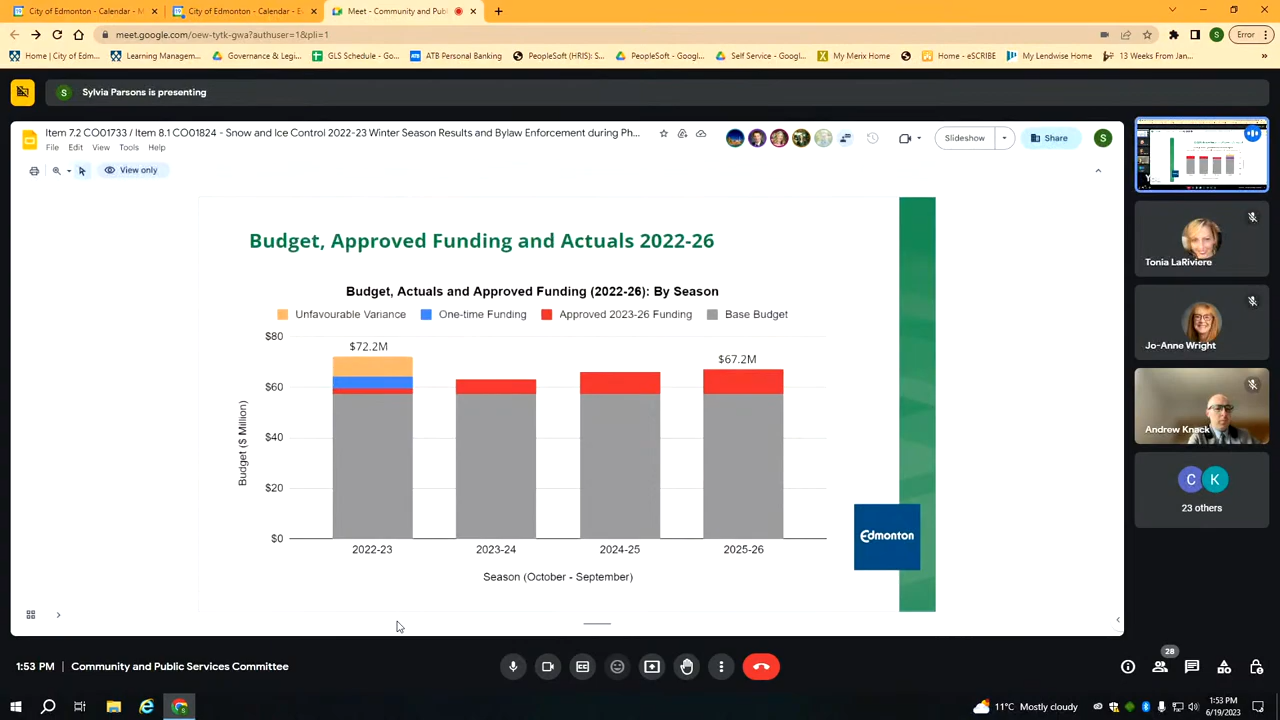 City of Edmonton - Calendar - M
City of Edmonton - Calendar - E
Meet - Community and Pub
meet.google.com/oew-tytk-gwa?authuser=1&pli=1
Error
Home | City of Edm...
Learning Managem...
Governance & Legi...
GLS Schedule - Go...
ATB Personal Banking
PeopleSoft (HRIS): S...
PeopleSoft - Googl...
Self Service - Googl...
My Merix Home
Home - eSCRIBE
My Lendwise Home
13 Weeks From Jan...
S Sylvia Parsons is presenting
Item 7.2 CO01733 / Item 8.1 CO01824 - Snow and Ice Control 2022-23 Winter Season Results and Bylaw Enforcement during Ph...
Slideshow
Share
S
File Edit View Tools Help
View only
Budget, Approved Funding and Actuals 2022-26
Budget, Actuals and Approved Funding (2022-26): By Season
Unfavourable Variance One-time Funding Approved 2023-26 Funding Base Budget
$80
$72.2M
$67.2M
$60
$40
$20
$0
Budget ($ Million)
2022-23 2023-24 2024-25 2025-26
Season (October - September)
Edmonton
Tonia LaRiviere
Jo-Anne Wright
Andrew Knack
C K
23 others
1:53 PM | Community and Public Services Committee
28
11°C Mostly cloudy
1:53 PM
6/19/2023